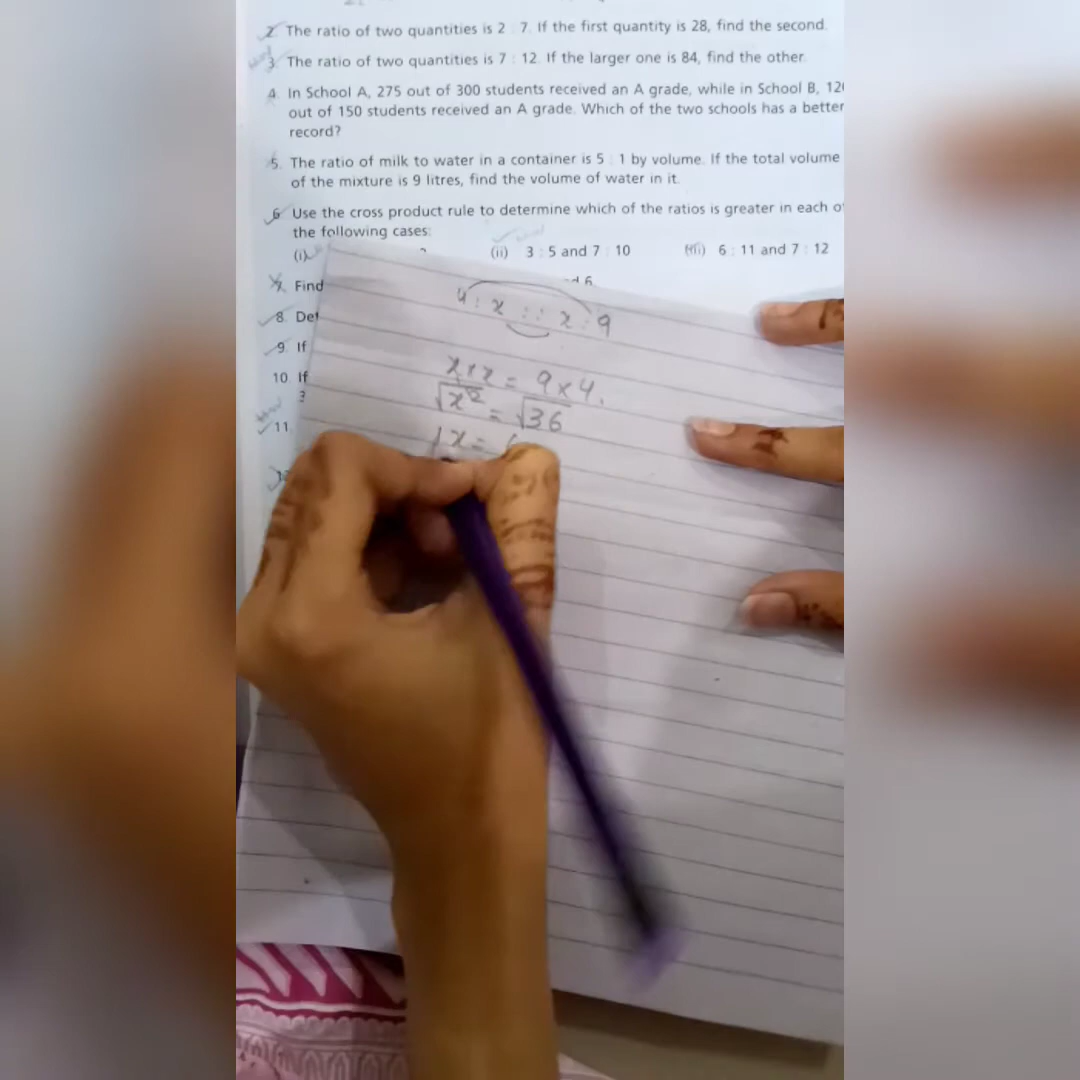 2. The ratio of two quantities is 2 : 7. If the first quantity is 28, find the second.
3 The ratio of two quantities is 7 : 12. If the larger one is 84, find the other.
4. In School A, 275 out of 300 students received an A grade, while in School B, 12
out of 150 students received an A grade. Which of the two schools has a better
record?
5. The ratio of milk to water in a container is 5 : 1 by volume. If the total volume
of the mixture is 9 litres, find the volume of water in it.
6. Use the cross product rule to determine which of the ratios is greater in each o
the following cases:
(i) (ii) 3 : 5 and 7 : 10 (iii) 6 : 11 and 7 : 12
7. Find 6
8. Det
9. If
10. If
3
11.
4 : x :: x : 9
x × x = 9 × 4.
√x² = √36
x =